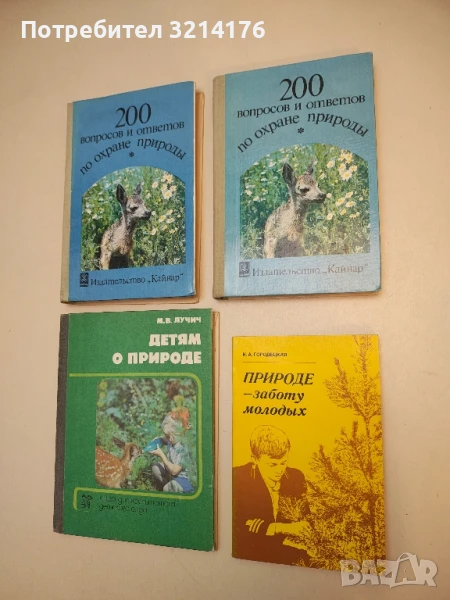 Потребител 3214176
200
вопросов и ответов
по охране природы
*
Издательство „Кайнар"
200
вопросов и ответов
по охране природы
*
Издательство „Кайнар"
М.В. ЛУЧИЧ
ДЕТЯМ
О ПРИРОДЕ
ПРИРОДЕ
—заботу
молодых
BAZAR